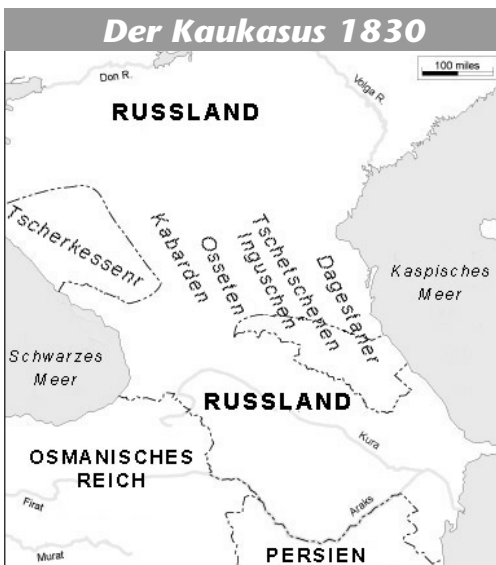 Der Kaukasus 1830
100 miles
Don R.
Volga R.
RUSSLAND
Tscherkessenr
Kabarden
Osseten
Inguschen
Tschetschenen
Dagestaner
Kaspisches
Meer
Schwarzes
Meer
RUSSLAND
Kura
OSMANISCHES
REICH
Firat
Araks
Murat
PERSIEN